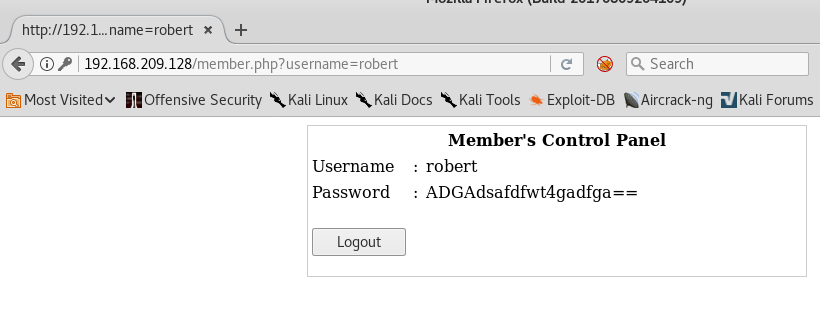 Mozilla Firefox (Build 20170809204109)
http://192.1...name=robert
192.168.209.128/member.php?username=robert
Search
Most Visited Offensive Security Kali Linux Kali Docs Kali Tools Exploit-DB Aircrack-ng Kali Forums
Member's Control Panel
Username : robert
Password : ADGAdsafdfwt4gadfga==
Logout